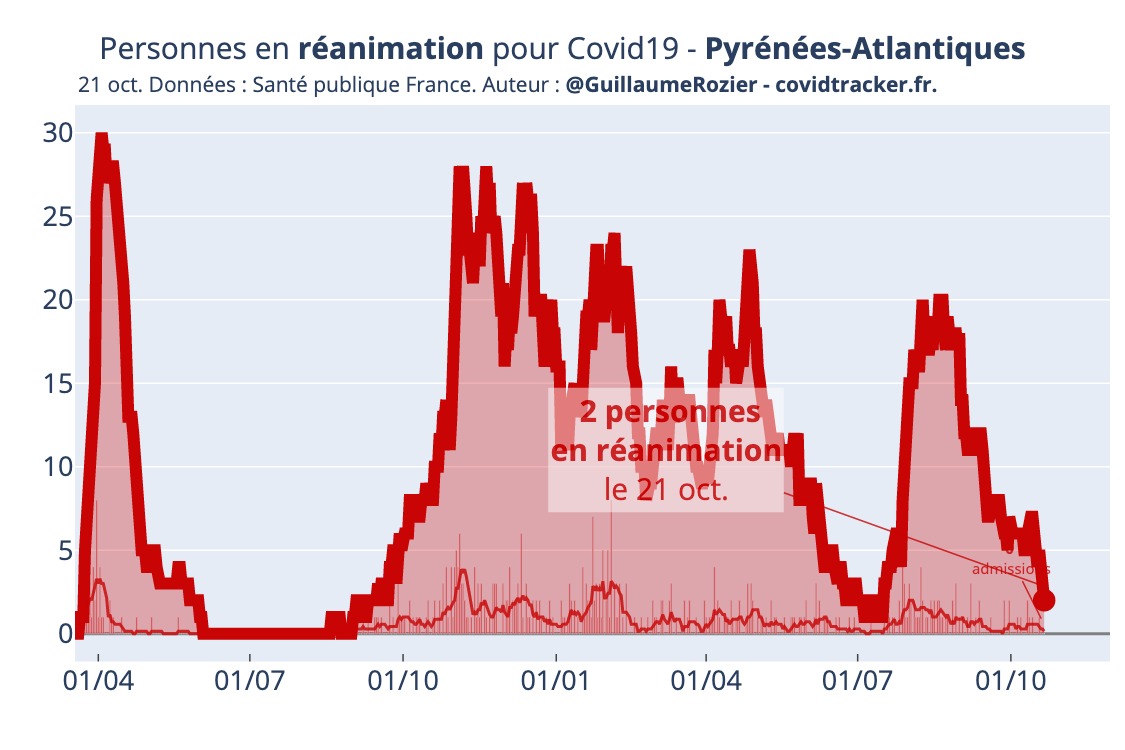 Personnes en réanimation pour Covid19 - Pyrénées-Atlantiques
21 oct. Données : Santé publique France. Auteur : @GuillaumeRozier - covidtracker.fr.
30
25
20
15
10
5
0
2 personnes
en réanimation
le 21 oct.
admissions
01/04
01/07
01/10
01/01
01/04
01/07
01/10